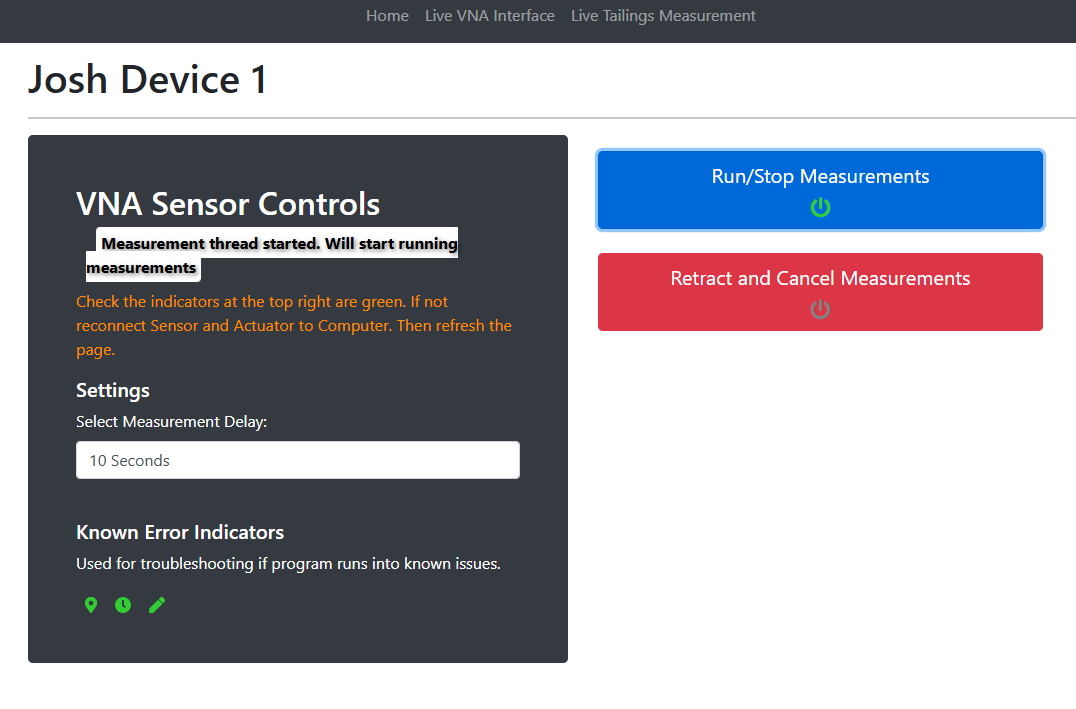 Home Live VNA Interface Live Tailings Measurement
Josh Device 1
VNA Sensor Controls
Measurement thread started. Will start running
measurements
Check the indicators at the top right are green. If not
reconnect Sensor and Actuator to Computer. Then refresh the
page.
Settings
Select Measurement Delay:
10 Seconds
Known Error Indicators
Used for troubleshooting if program runs into known issues.
Run/Stop Measurements
Retract and Cancel Measurements